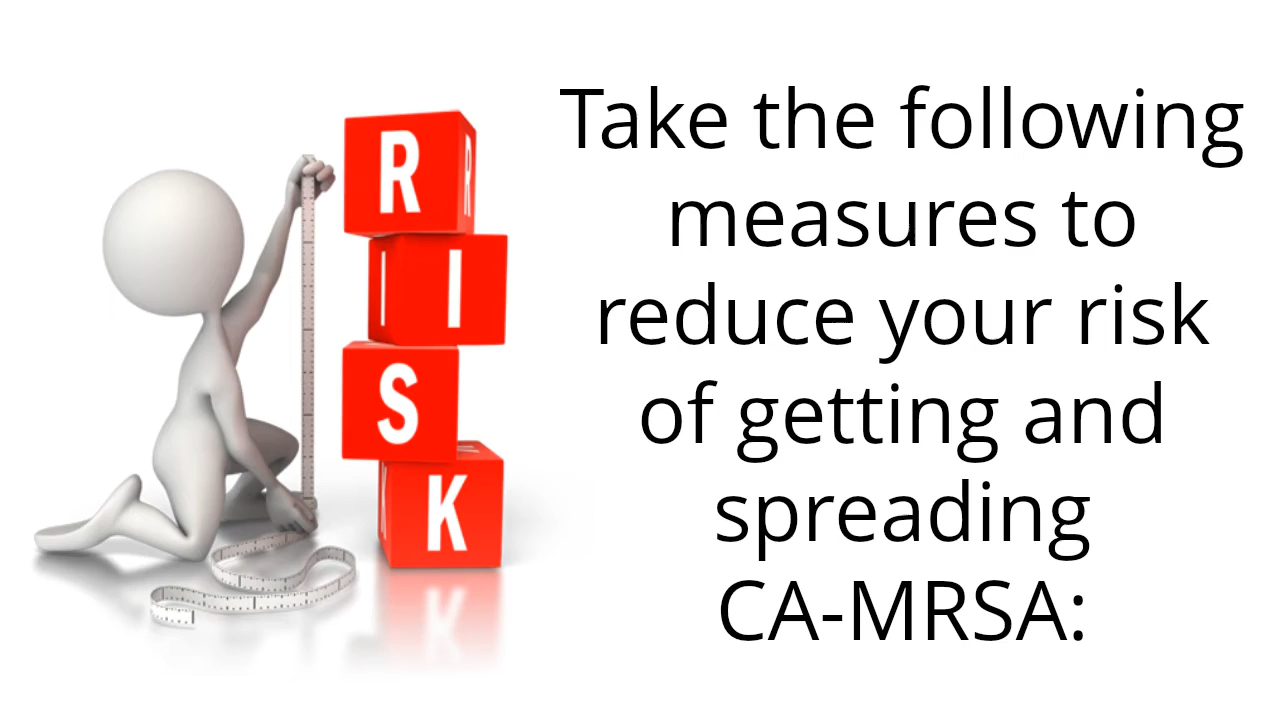 R R
I I
S
K
Take the following
measures to
reduce your risk
of getting and
spreading
CA-MRSA: